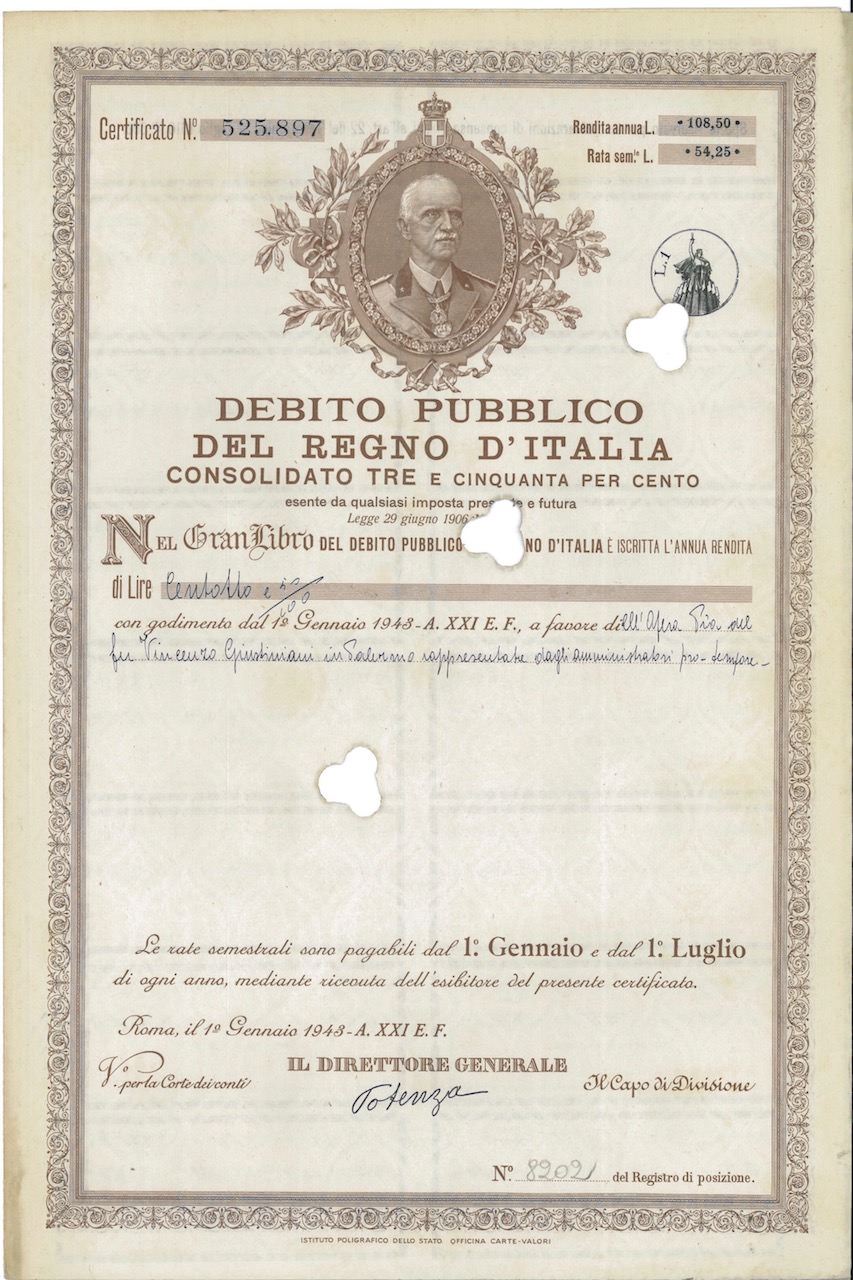 Certificato N.º 525.897
Rendita annua L. 108,50
Rata sem.le L. 54,25
L.1
DEBITO PUBBLICO
DEL REGNO D'ITALIA
CONSOLIDATO TRE E CINQUANTA PER CENTO
esente da qualsiasi imposta e futura
Legge 29 giugno 1906
NEL GRAN LIBRO DEL DEBITO PUBBLICO D'ITALIA È ISCRITTA L'ANNUA RENDITA
di Lire Centotto e 50/100
con godimento dal 1º Gennaio 1943 - A. XXI E. F., a favore dell'Opera Pia del
fu Vincenzo Giustiniani in Palermo rappresentata dagli amministratori pro-tempore-
Le rate semestrali sono pagabili dal 1º. Gennaio e dal 1º. Luglio
di ogni anno, mediante ricevuta dell'esibitore del presente certificato.
Roma, il 1º Gennaio 1943 - A. XXI E. F.
V.º per la Corte dei conti
IL DIRETTORE GENERALE
Potenza
Il Capo di Divisione
N.º 8202 del Registro di posizione.
ISTITUTO POLIGRAFICO DELLO STATO OFFICINA CARTE-VALORI